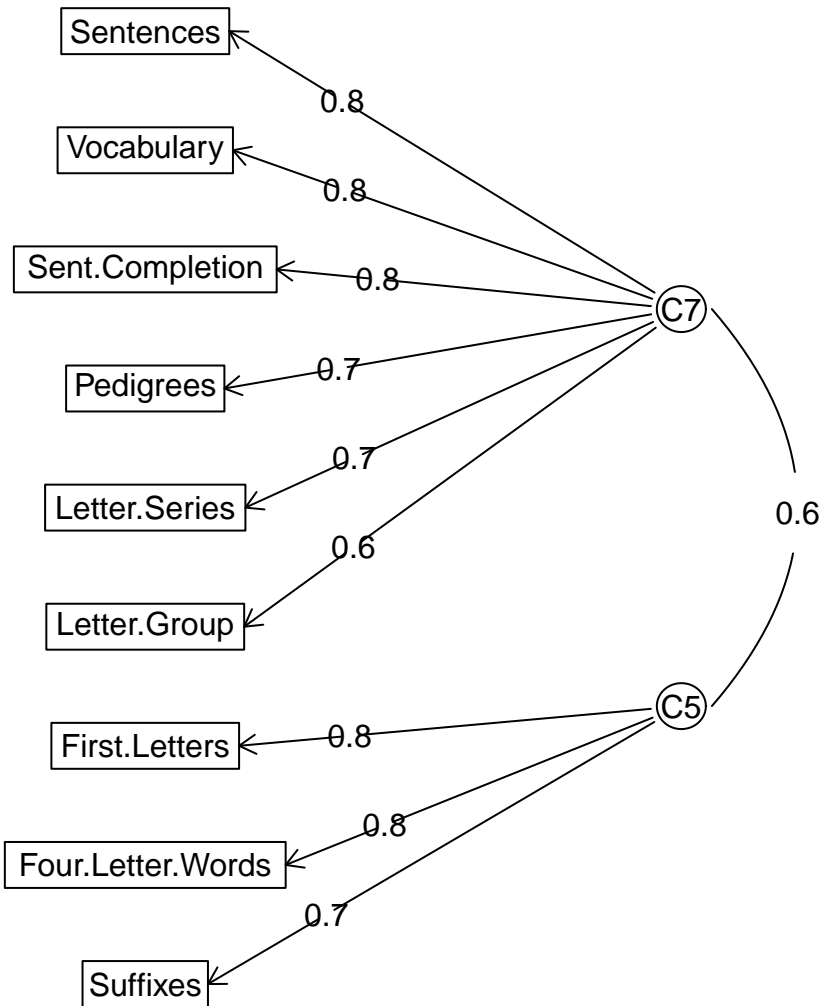 Sentences
0.8
Vocabulary
0.8
Sent.Completion
0.8
C7
Pedigrees
0.7
Letter.Series
0.7
0.6
0.6
Letter.Group
C5
First.Letters
0.8
Four.Letter.Words
0.8
0.7
Suffixes